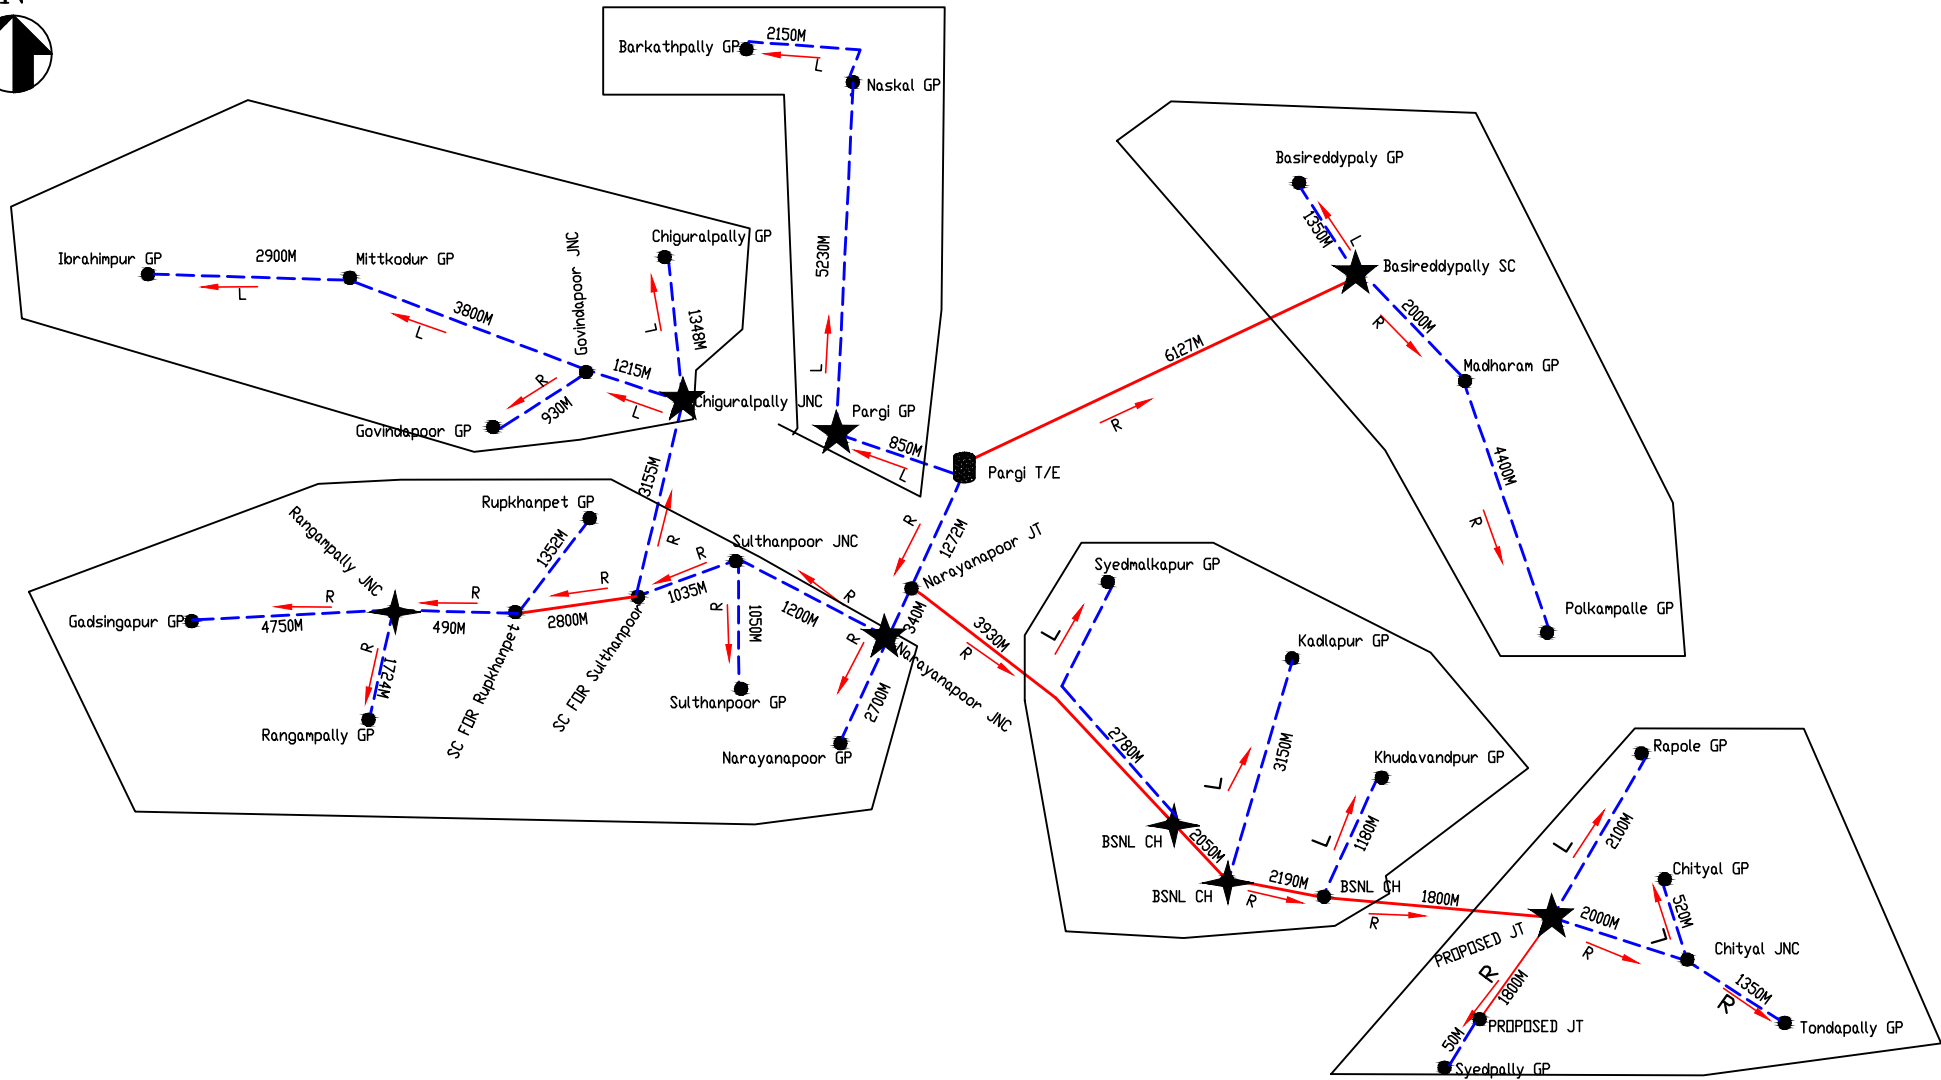 N
Barkathpally GP
2150M
L
Naskal GP
5230M
L
Pargi GP
850M
L
Pargi T/E
6127M
R
Basireddypaly GP
1350M
L
Basireddypally SC
2000M
R
Madharam GP
4400M
R
Polkampalle GP
Ibrahimpur GP
2900M
L
Mittkodur GP
3800M
L
Govindapoor JNC
Chiguralpally GP
1348M
L
1215M
L
R
930M
Govindapoor GP
Chiguralpally JNC
3155M
R
Rupkhanpet GP
1352M
Rangampally JNC
Gadsingapur GP
4750M
R
490M
R
2800M
R
1724M
R
Rangampally GP
SC FOR Rupkhanpet
SC FOR Sulthanpoor
1035M
R
Sulthanpoor JNC
1050M
R
Sulthanpoor GP
1200M
R
1272M
R
Narayanapoor JT
340M
Narayanapoor JNC
2700M
R
Narayanapoor GP
3930M
R
Syedmalkapur GP
L
2780M
BSNL CH
2050M
BSNL CH
Kadlapur GP
3150M
L
2190M
R
Khudavandpur GP
1180M
L
BSNL CH
1800M
R
Rapole GP
2100M
L
PROPOSED JT
2000M
R
Chityal GP
520M
L
Chityal JNC
1350M
R
Tondapally GP
1800M
R
PROPOSED JT
50M
Syedpally GP